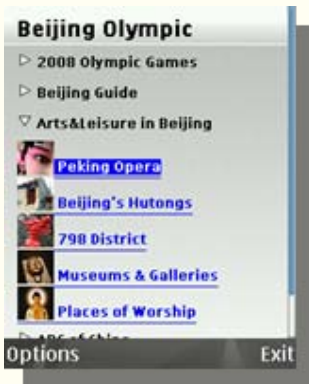 Beijing Olympic
2008 Olympic Games
Beijing Guide
Arts&Leisure in Beijing
Peking Opera
Beijing's Hutongs
798 District
Museums & Galleries
Places of Worship
Options Exit